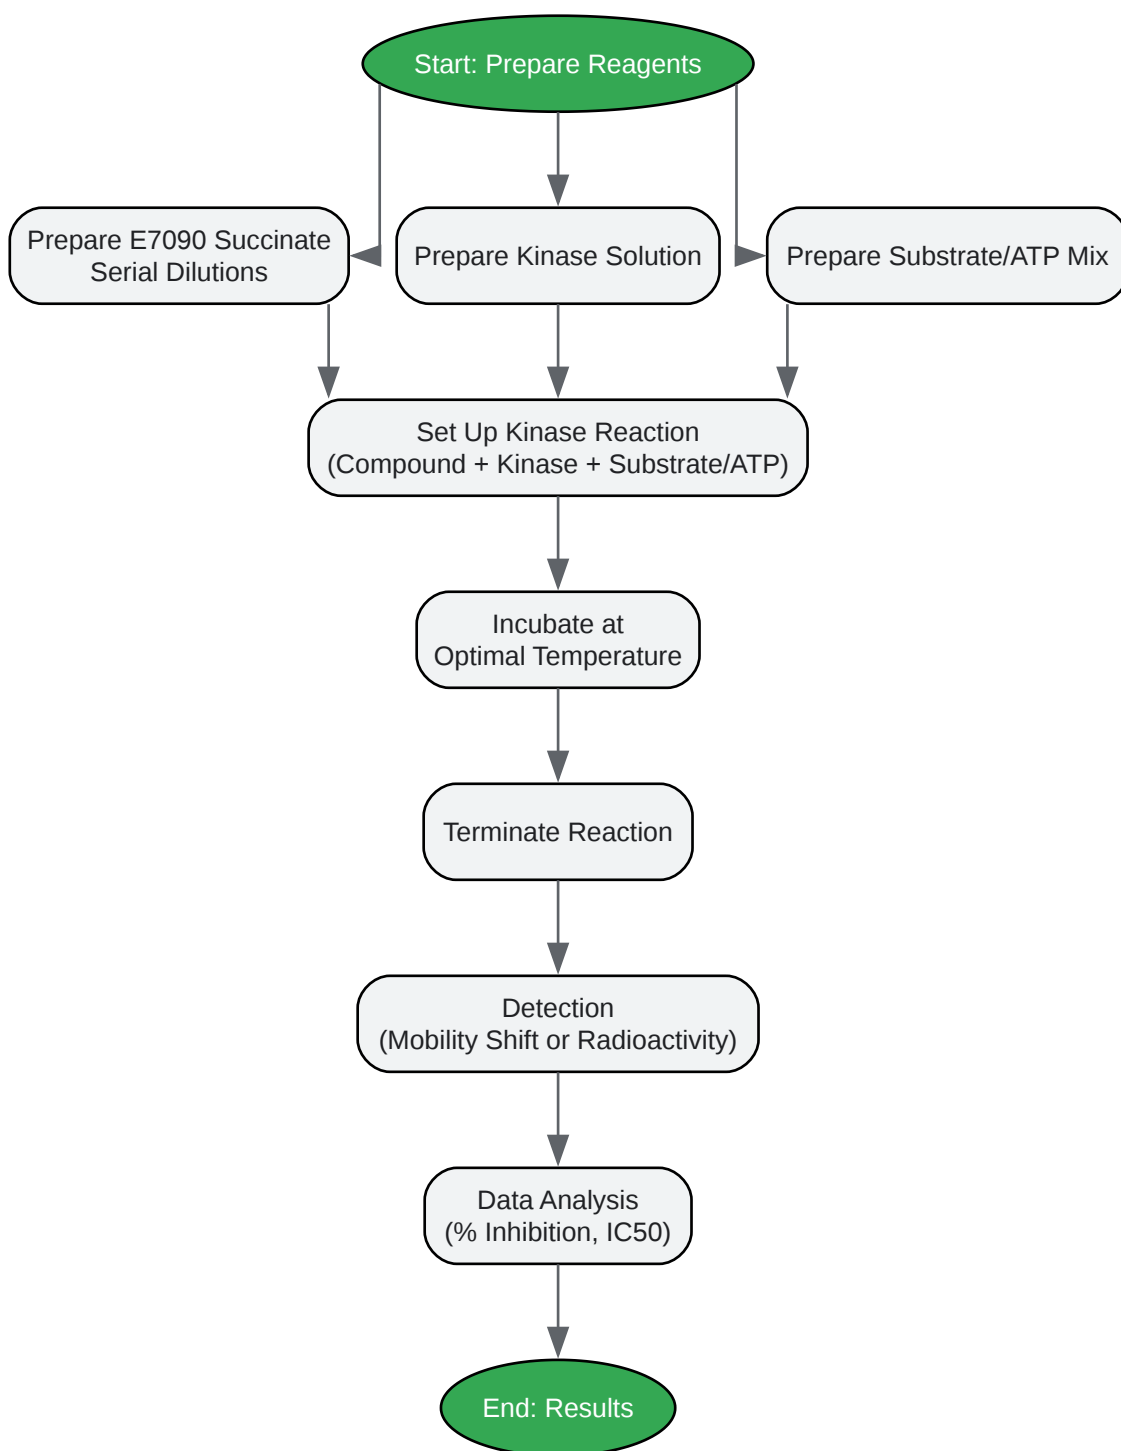 Start: Prepare Reagents
Prepare E7090 Succinate
Serial Dilutions
Prepare Kinase Solution
Prepare Substrate/ATP Mix
Set Up Kinase Reaction
(Compound + Kinase + Substrate/ATP)
Incubate at
Optimal Temperature
Terminate Reaction
Detection
(Mobility Shift or Radioactivity)
Data Analysis
(% Inhibition, IC50)
End: Results